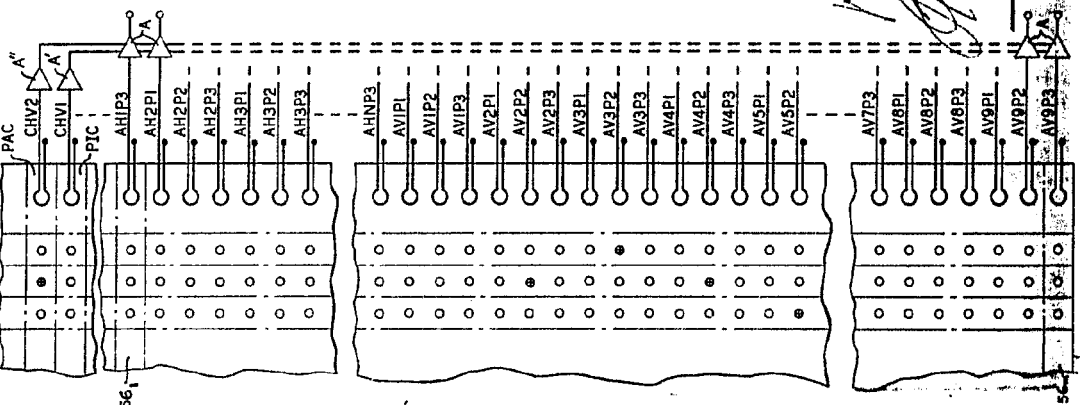 PAC
A"
CHV2
A'
CHV1
PIC
A
AH1P3
AH2P1
AH2P2
AH2P3
AH3P1
AH3P2
AH3P3
AHNP3
AV1P1
AV1P2
AV1P3
AV2P1
AV2P2
AV2P3
AV3P1
AV3P2
AV3P3
AV4P1
AV4P2
AV4P3
AV5P1
AV5P2
AV7P3
AV8P1
AV8P2
AV8P3
AV9P1
AV9P2
AV9P3
A
56₁